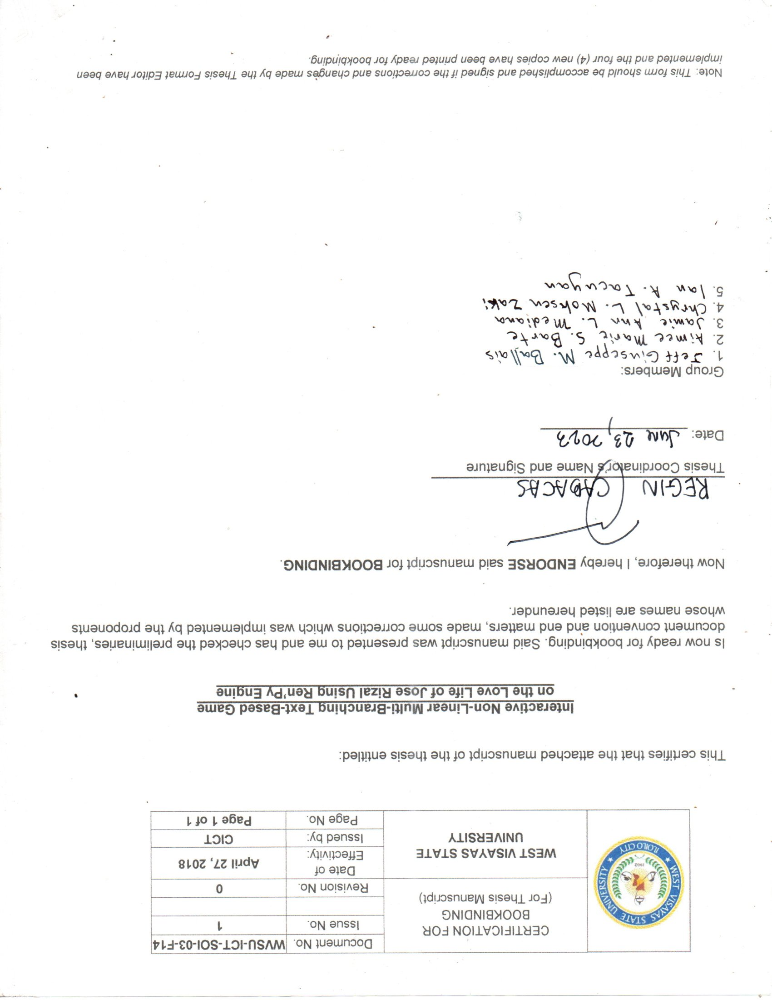 WEST VISAYAS STATE UNIVERSITY
1902
ILOILO CITY
CERTIFICATION FOR
BOOKBINDING
(For Thesis Manuscript)
WEST VISAYAS STATE
UNIVERSITY
Document No. WVSU-ICT-SOI-03-F14
Issue No. 1
Revision No. 0
Date of
Effectivity: April 27, 2018
Issued by: CICT
Page No. Page 1 of 1
This certifies that the attached manuscript of the thesis entitled:
Interactive Non-Linear Multi-Branching Text-Based Game
on the Love Life of Jose Rizal Using Ren'Py Engine
Is now ready for bookbinding. Said manuscript was presented to me and has checked the preliminaries, thesis
document convention and end matters, made some corrections which was implemented by the proponents
whose names are listed hereunder.
Now therefore, I hereby ENDORSE said manuscript for BOOKBINDING.
REGIN CABACAS
Thesis Coordinator's Name and Signature
Date: June 23, 2023
Group Members:
1. Jeff Giuseppe M. Ballais
2. Aimee Marie S. Barte
3. Jamie Ann L. Mediana
4. Chrystal L. Mohsen Zaki
5. Ian A. Tacuyan
Note: This form should be accomplished and signed if the corrections and changes made by the Thesis Format Editor have been
implemented and the four (4) new copies have been printed ready for bookbinding.